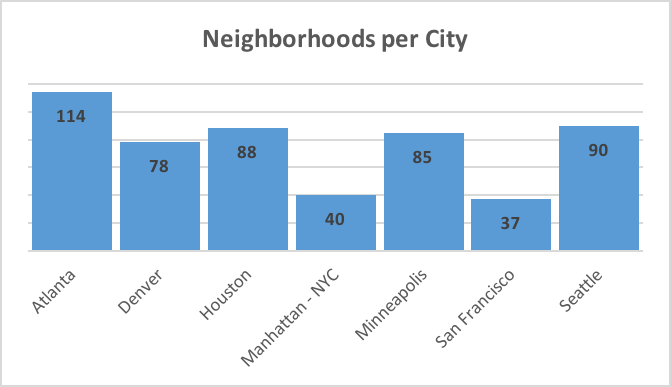 Neighborhoods per City
114
78
88
40
85
37
90
Atlanta
Denver
Houston
Manhattan - NYC
Minneapolis
San Francisco
Seattle